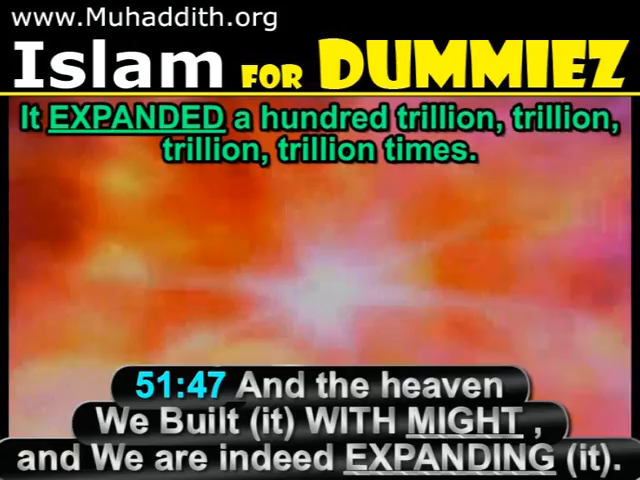 www.Muhaddith.org
Islam FOR DUMMIEZ
It EXPANDED a hundred trillion, trillion,
trillion, trillion times.
51:47 And the heaven
We Built (it) WITH MIGHT ,
and We are indeed EXPANDING (it).